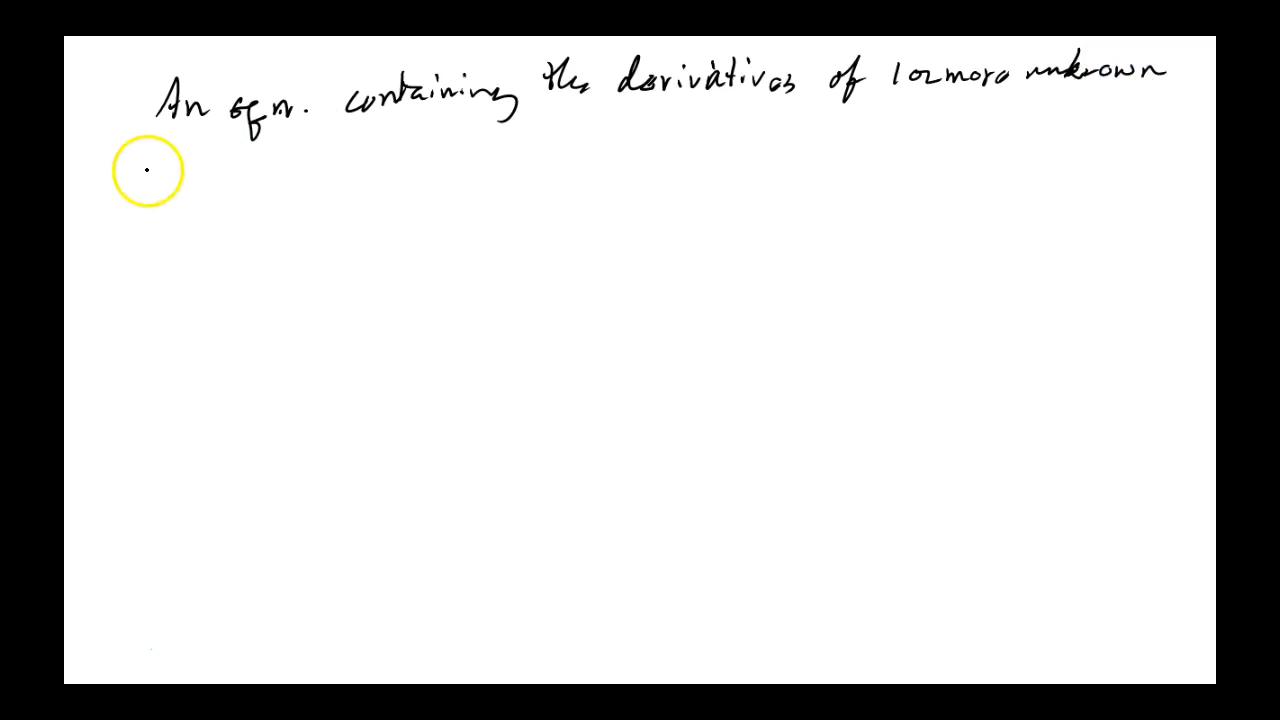 An eqn. containing the derivatives of 1 or more unknown